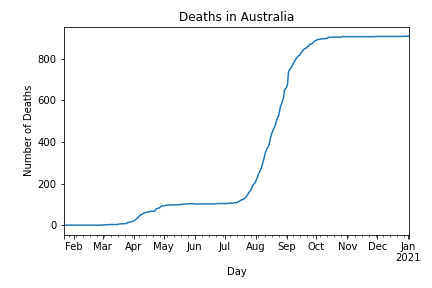 Deaths in Australia
Number of Deaths
800
600
400
200
0
Feb Mar Apr May Jun Jul Aug Sep Oct Nov Dec Jan
2021
Day